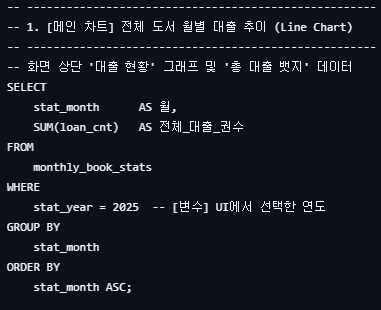 -- ----------------------------------------------------------
-- 1. [메인 차트] 전체 도서 월별 대출 추이 (Line Chart)
-- ----------------------------------------------------------
-- 화면 상단 '대출 현황' 그래프 및 '총 대출 뱃지' 데이터
SELECT
    stat_month      AS 월,
    SUM(loan_cnt)   AS 전체_대출_권수
FROM
    monthly_book_stats
WHERE
    stat_year = 2025  -- [변수] UI에서 선택한 연도
GROUP BY
    stat_month
ORDER BY
    stat_month ASC;